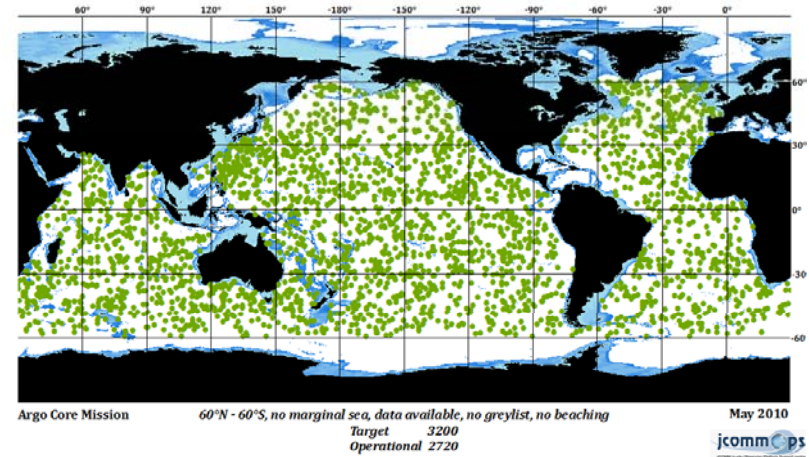 60° 90° 120° 150° -180° -150° -120° -90° -60° -30° 0°
60°
30°
0°
-30
-60
Argo Core Mission 60°N - 60°S, no marginal sea, data available, no greylist, no beaching May 2010
Target 3200
Operational 2720
jcommops